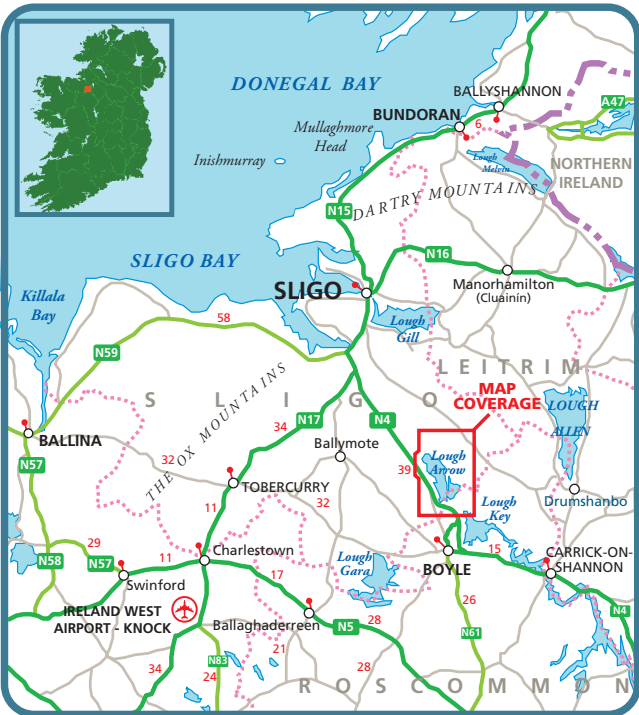 DONEGAL BAY
BALLYSHANNON
A47
BUNDORAN
6
Mullaghmore
Head
Inishmurray
Lough
Melvin
NORTHERN
IRELAND
DARTRY MOUNTAINS
N15
SLIGO BAY
N16
SLIGO
Manorhamilton
(Cluainin)
Killala
Bay
58
Lough
Gill
N59
LEITRIM
MAP
COVERAGE
SLIGO
LOUGH
ALLEN
THE OX MOUNTAINS
N17
N4
34
BALLINA
Ballymote
Lough
Arrow
39
N57
32
TOBERCURRY
32
Drumshanbo
11
Lough
Key
29
N58
N57
11
Charlestown
Lough
Gara
BOYLE
15
CARRICK-ON-
SHANNON
17
Swinford
IRELAND WEST
AIRPORT - KNOCK
Ballaghaderreen
N5
28
26
N4
N61
21
N83
34
24
28
ROSCOMMON